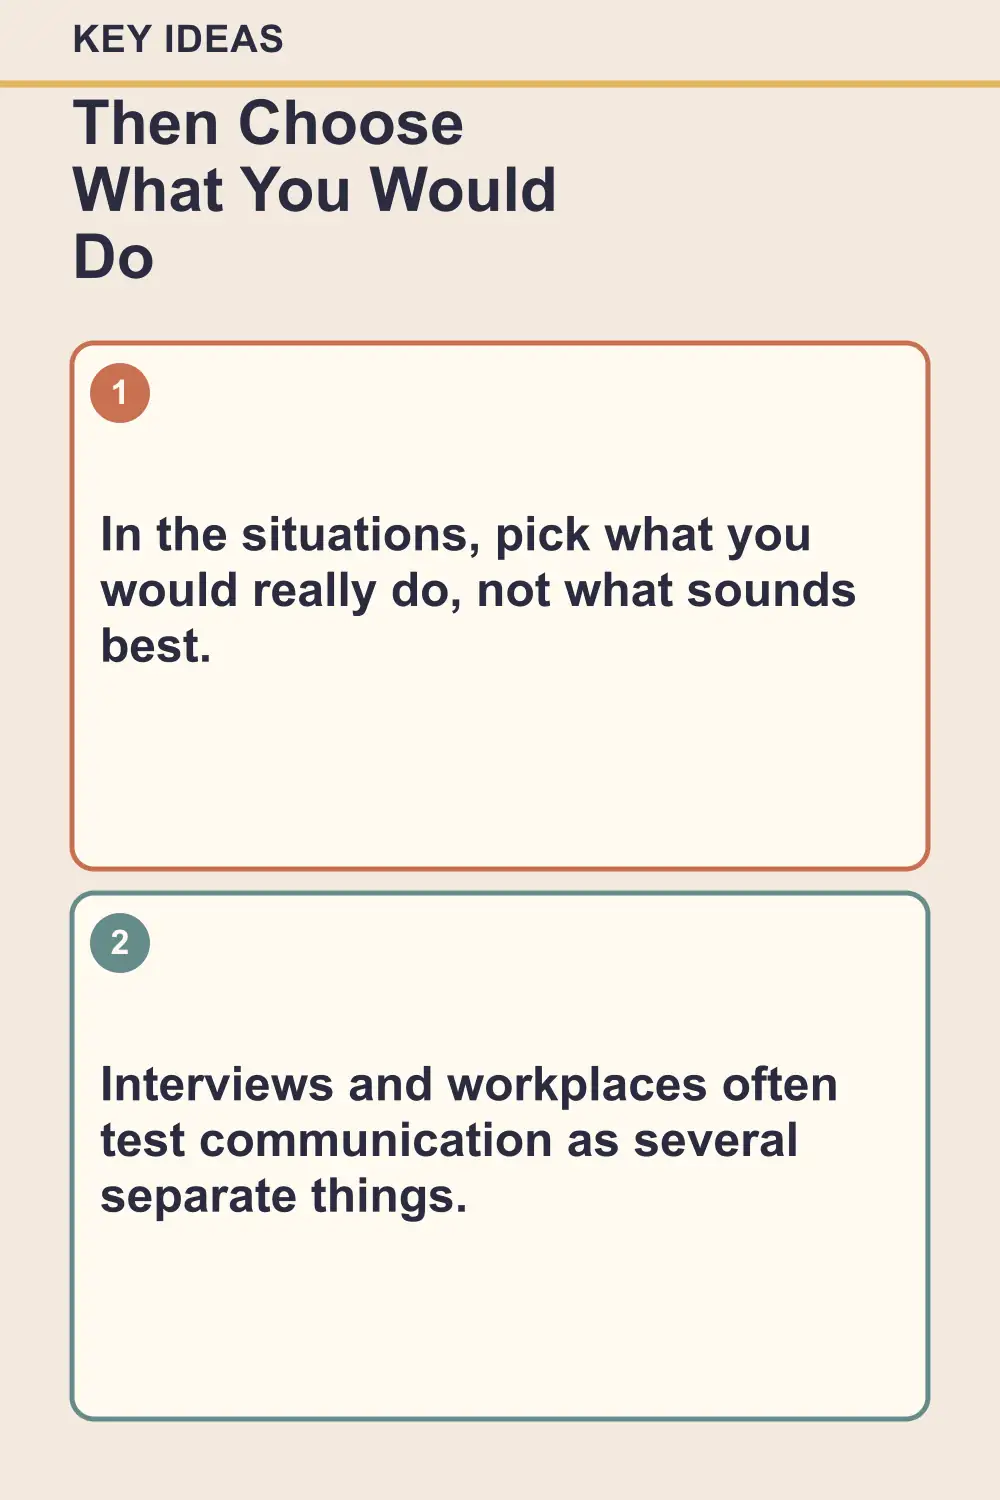 KEY IDEAS
Then Choose
What You Would
Do
1
In the situations, pick what you
would really do, not what sounds
best.
2
Interviews and workplaces often
test communication as several
separate things.